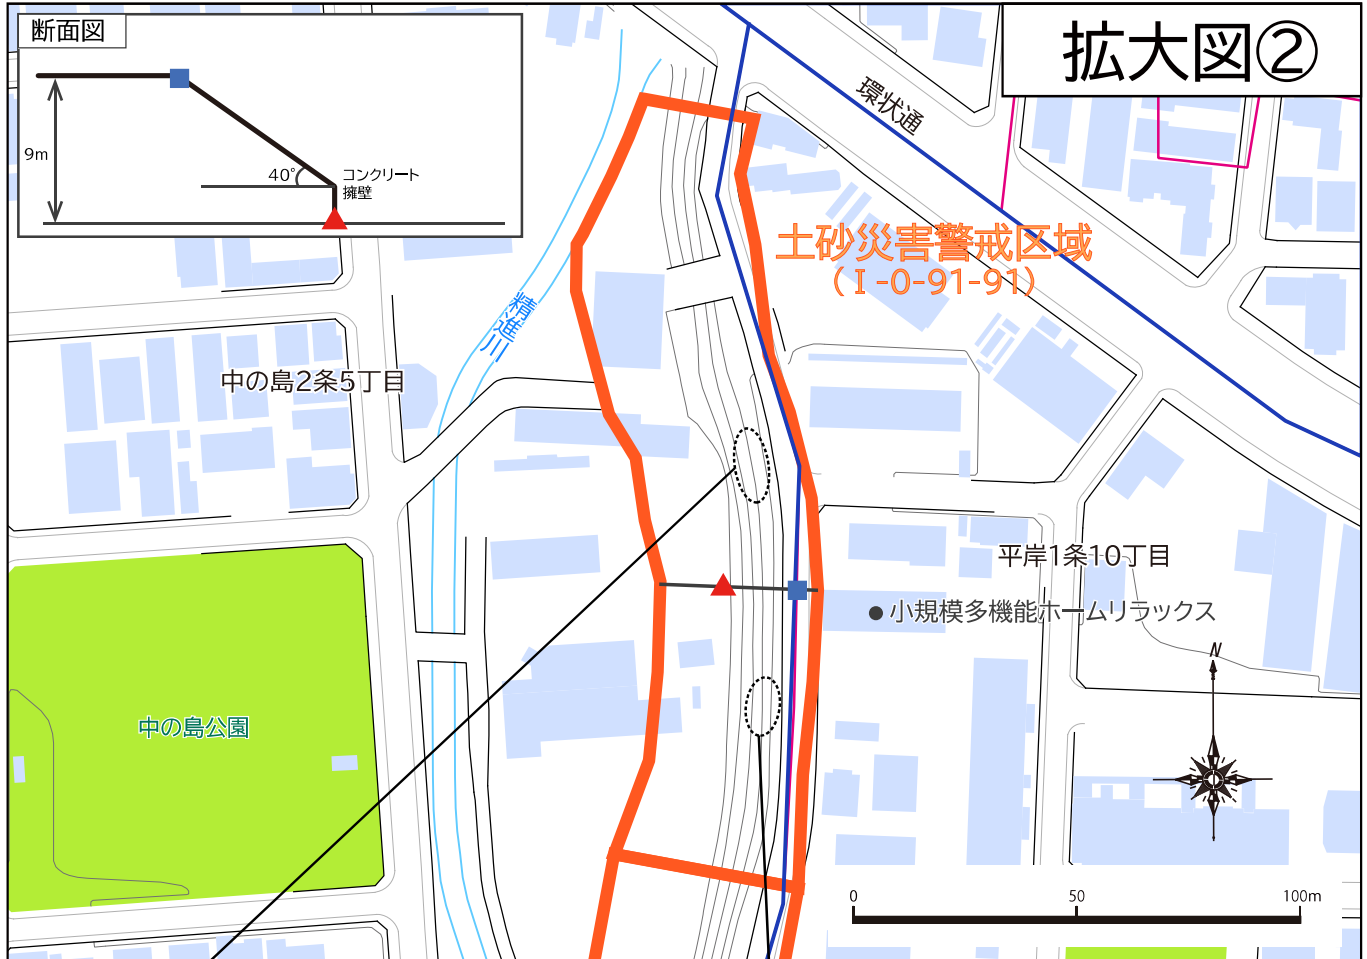 断面図
9m
40°
コンクリート
擁壁
拡大図②
環状通
土砂災害警戒区域
(Ⅰ-0-91-91)
精進川
中の島2条5丁目
平岸1条10丁目
小規模多機能ホームリラックス
N
中の島公園
0 50 100m